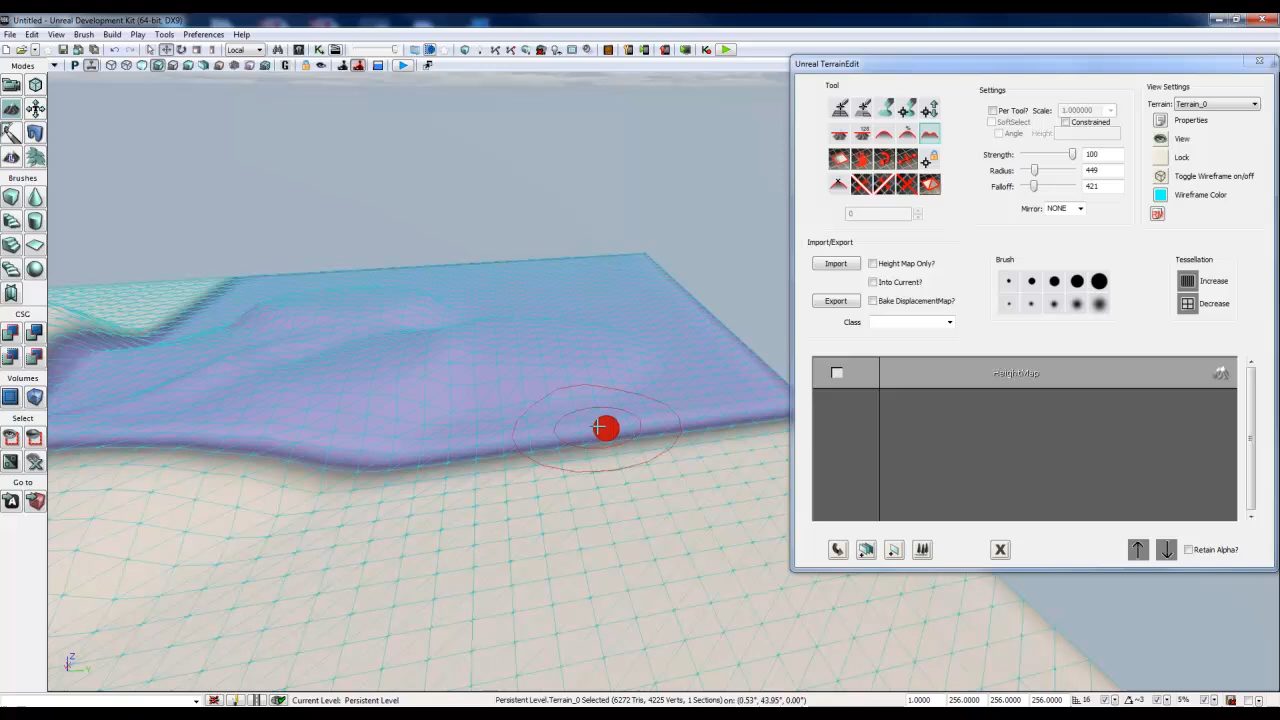 Untitled - Unreal Development Kit (64-bit, DX9)
File Edit View Brush Build Play Tools Preferences Help
Local
Modes
P
G
Brushes
CSG
Volumes
Select
Go to
Unreal TerrainEdit
Tool
128
0
Settings
Per Tool? Scale: 1.000000
SoftSelect Constrained
Angle Height
Strength: 100
Radius: 449
Falloff: 421
Mirror: NONE
View Settings
Terrain: Terrain_0
Properties
View
Lock
Toggle Wireframe on/off
Wireframe Color
Import/Export
Import Height Map Only?
Into Current?
Export Bake DisplacementMap?
Class
Brush
Tessellation
Increase
Decrease
HeightMap
Retain Alpha?
Z
Y
Current Level: Persistent Level
Persistent Level.Terrain_0 Selected (6272 Tris, 4225 Verts, 1 Sections) on: (0.53°, 43.95°, 0.00°)
1.0000 256.0000 256.0000 256.0000 16 ~3 5%